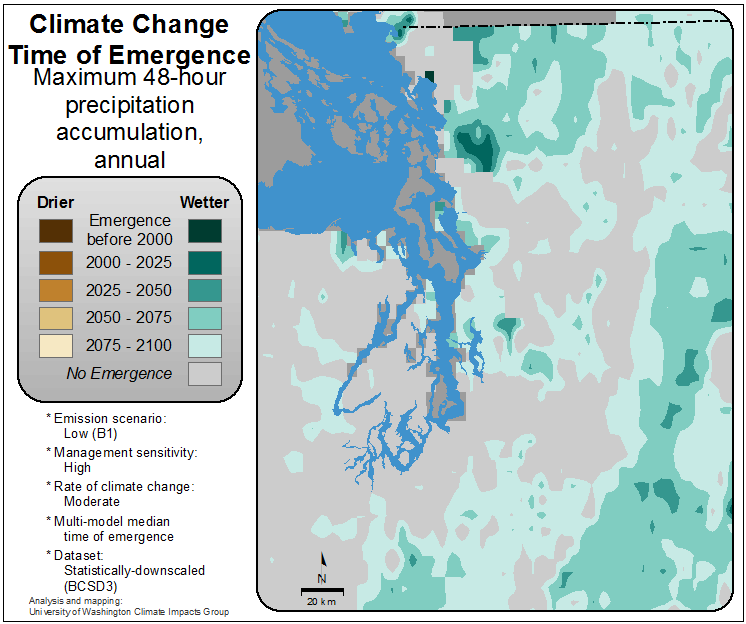 Climate Change
Time of Emergence
Maximum 48-hour
precipitation
accumulation,
annual
Drier Wetter
Emergence
before 2000
2000 - 2025
2025 - 2050
2050 - 2075
2075 - 2100
No Emergence
* Emission scenario:
Low (B1)
* Management sensitivity:
High
* Rate of climate change:
Moderate
* Multi-model median
time of emergence
* Dataset:
Statistically-downscaled
(BCSD3)
Analysis and mapping:
University of Washington Climate Impacts Group
N
20 km